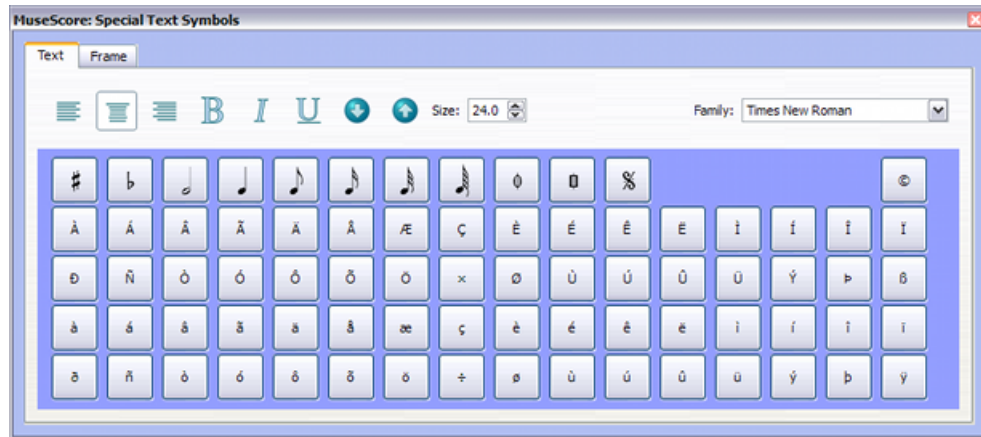 MuseScore: Special Text Symbols
Text Frame
B I U Size: 24.0 Family: Times New Roman
♯ ♭ 𝅗𝅥 𝅘𝅥 𝅘𝅥𝅮 𝅘𝅥𝅯 𝅘𝅥𝅰 𝅘𝅥𝅱 𝄋 ©
À Á Â Ã Ä Å Æ Ç È É Ê Ë Ì Í Î Ï
Ð Ñ Ò Ó Ô Õ Ö × Ø Ù Ú Û Ü Ý Þ ß
à á â ã ä å æ ç è é ê ë ì í î ï
ð ñ ò ó ô õ ö ÷ ø ù ú û ü ý þ ÿ